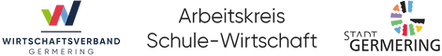 WIRTSCHAFTSVERBAND
GERMERING
Arbeitskreis
Schule-Wirtschaft
STADT
GERMERING